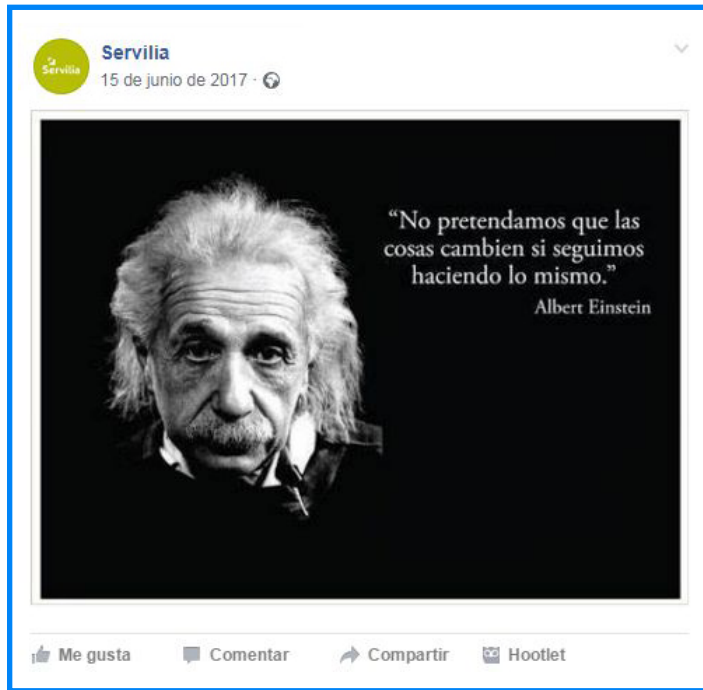 Servilia
Servilia
15 de junio de 2017 ·
“No pretendamos que las
cosas cambien si seguimos
haciendo lo mismo.”
Albert Einstein
Me gusta Comentar Compartir Hootlet